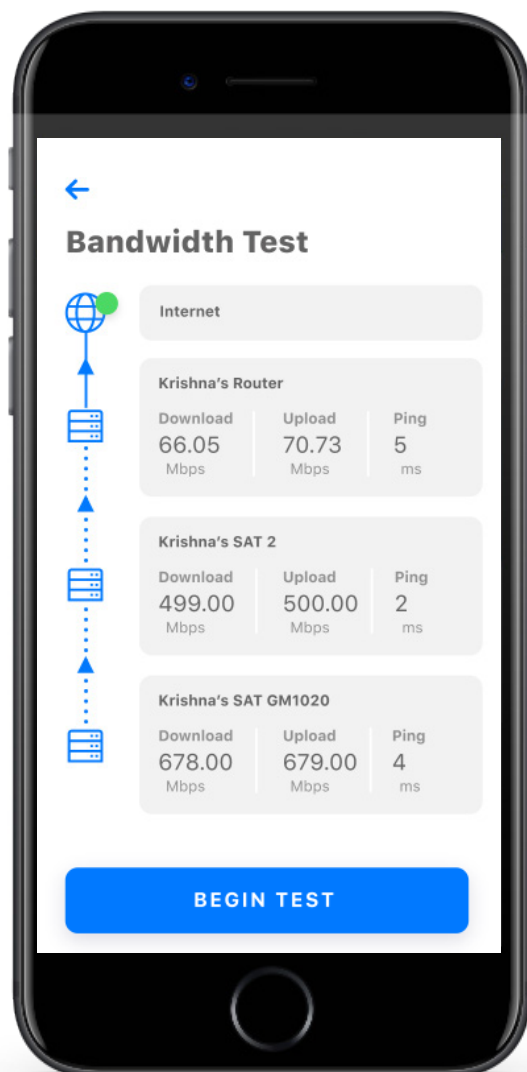 Bandwidth Test
Internet
Krishna's Router
Download Upload Ping
66.05 70.73 5
Mbps Mbps ms
Krishna's SAT 2
Download Upload Ping
499.00 500.00 2
Mbps Mbps ms
Krishna's SAT GM1020
Download Upload Ping
678.00 679.00 4
Mbps Mbps ms
BEGIN TEST